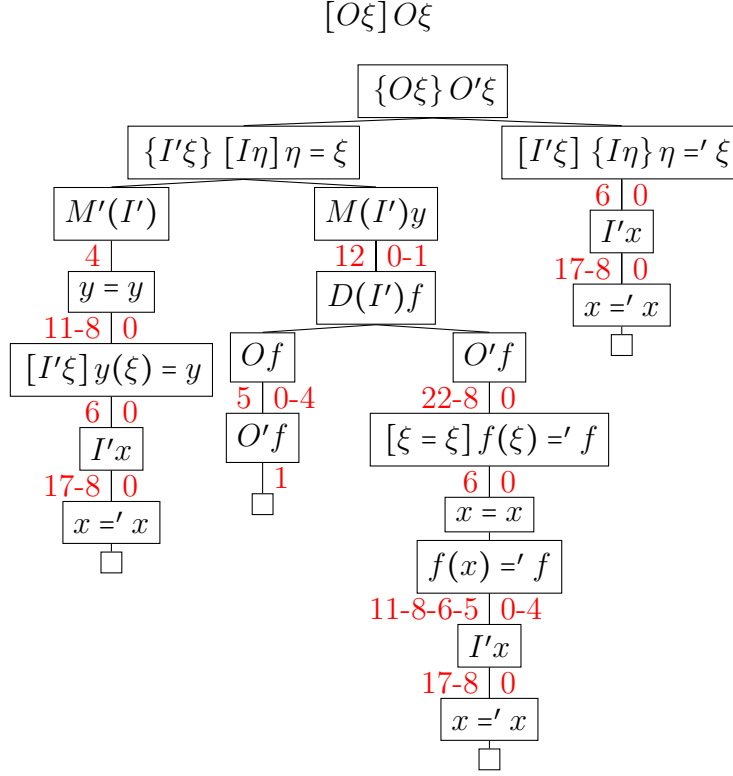 [Oξ] Oξ
{Oξ} O′ξ
{I′ξ} [Iη] η = ξ
[I′ξ] {Iη} η =′ ξ
M′(I′)
M(I′)y
6 0
I′x
4
12 0-1
17-8 0
y = y
D(I′)f
x =′ x
11-8 0
Of
O′f
[I′ξ] y(ξ) = y
5 0-4
22-8 0
6 0
O′f
[ξ = ξ] f(ξ) =′ f
I′x
1
6 0
17-8 0
x = x
x =′ x
f(x) =′ f
11-8-6-5 0-4
I′x
17-8 0
x =′ x